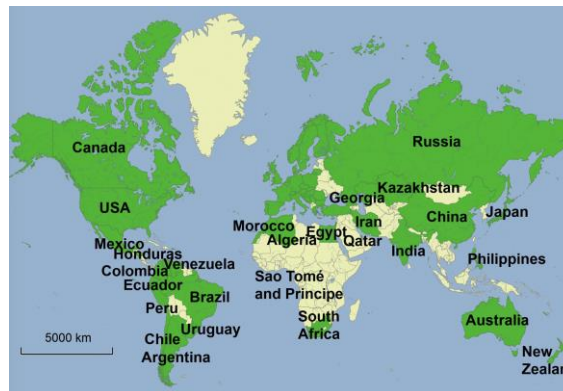 Canada
Russia
USA
Georgia
Kazakhstan
China
Japan
Morocco
Algeria
Egypt
Iran
Qatar
India
Mexico
Honduras
Colombia
Venezuela
Ecuador
Philippines
Sao Tomé
and Principe
Peru
Brazil
Uruguay
South
Africa
Australia
Chile
Argentina
New
Zealan
5000 km